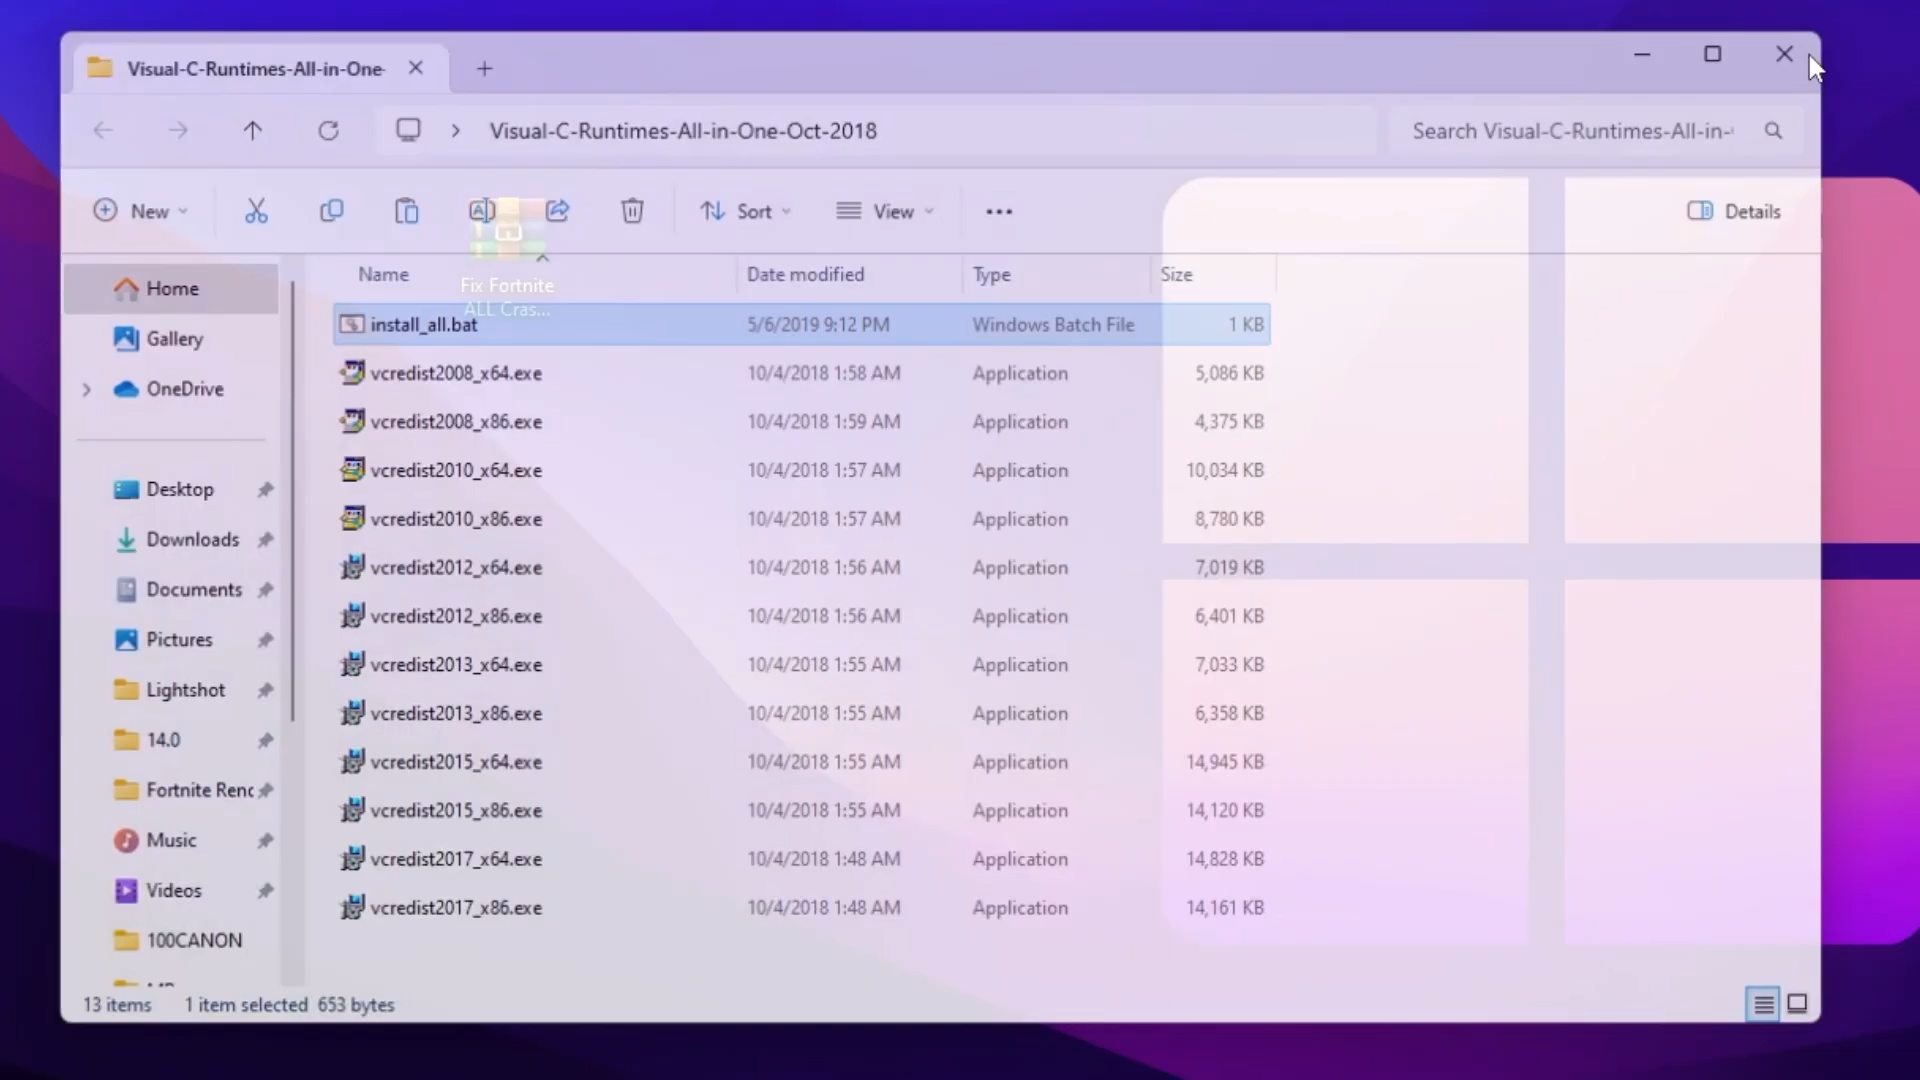 Visual-C-Runtimes-All-in-One-
Visual-C-Runtimes-All-in-One-Oct-2018
Search Visual-C-Runtimes-All-in-
New
Sort
View
Details
Fix Fortnite
ALL Cras...
Name Date modified Type Size
install_all.bat 5/6/2019 9:12 PM Windows Batch File 1 KB
vcredist2008_x64.exe 10/4/2018 1:58 AM Application 5,086 KB
vcredist2008_x86.exe 10/4/2018 1:59 AM Application 4,375 KB
vcredist2010_x64.exe 10/4/2018 1:57 AM Application 10,034 KB
vcredist2010_x86.exe 10/4/2018 1:57 AM Application 8,780 KB
vcredist2012_x64.exe 10/4/2018 1:56 AM Application 7,019 KB
vcredist2012_x86.exe 10/4/2018 1:56 AM Application 6,401 KB
vcredist2013_x64.exe 10/4/2018 1:55 AM Application 7,033 KB
vcredist2013_x86.exe 10/4/2018 1:55 AM Application 6,358 KB
vcredist2015_x64.exe 10/4/2018 1:55 AM Application 14,945 KB
vcredist2015_x86.exe 10/4/2018 1:55 AM Application 14,120 KB
vcredist2017_x64.exe 10/4/2018 1:48 AM Application 14,828 KB
vcredist2017_x86.exe 10/4/2018 1:48 AM Application 14,161 KB
Home
Gallery
OneDrive
Desktop
Downloads
Documents
Pictures
Lightshot
14.0
Fortnite Renc
Music
Videos
100CANON
13 items 1 item selected 653 bytes